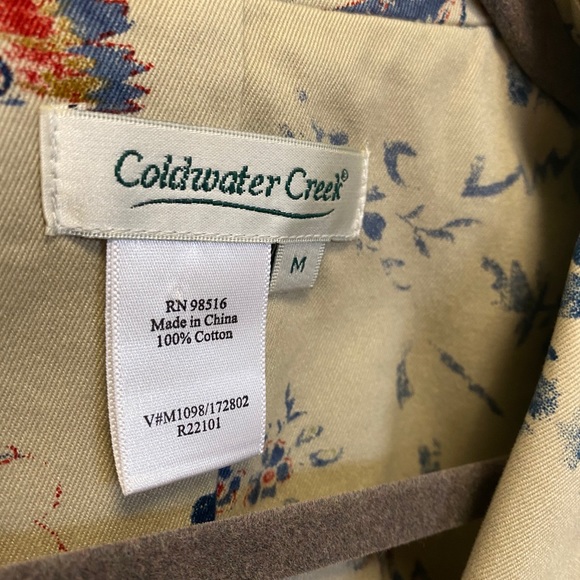 Coldwater Creek®
M
RN 98516
Made in China
100% Cotton
V#M1098/172802
R22101